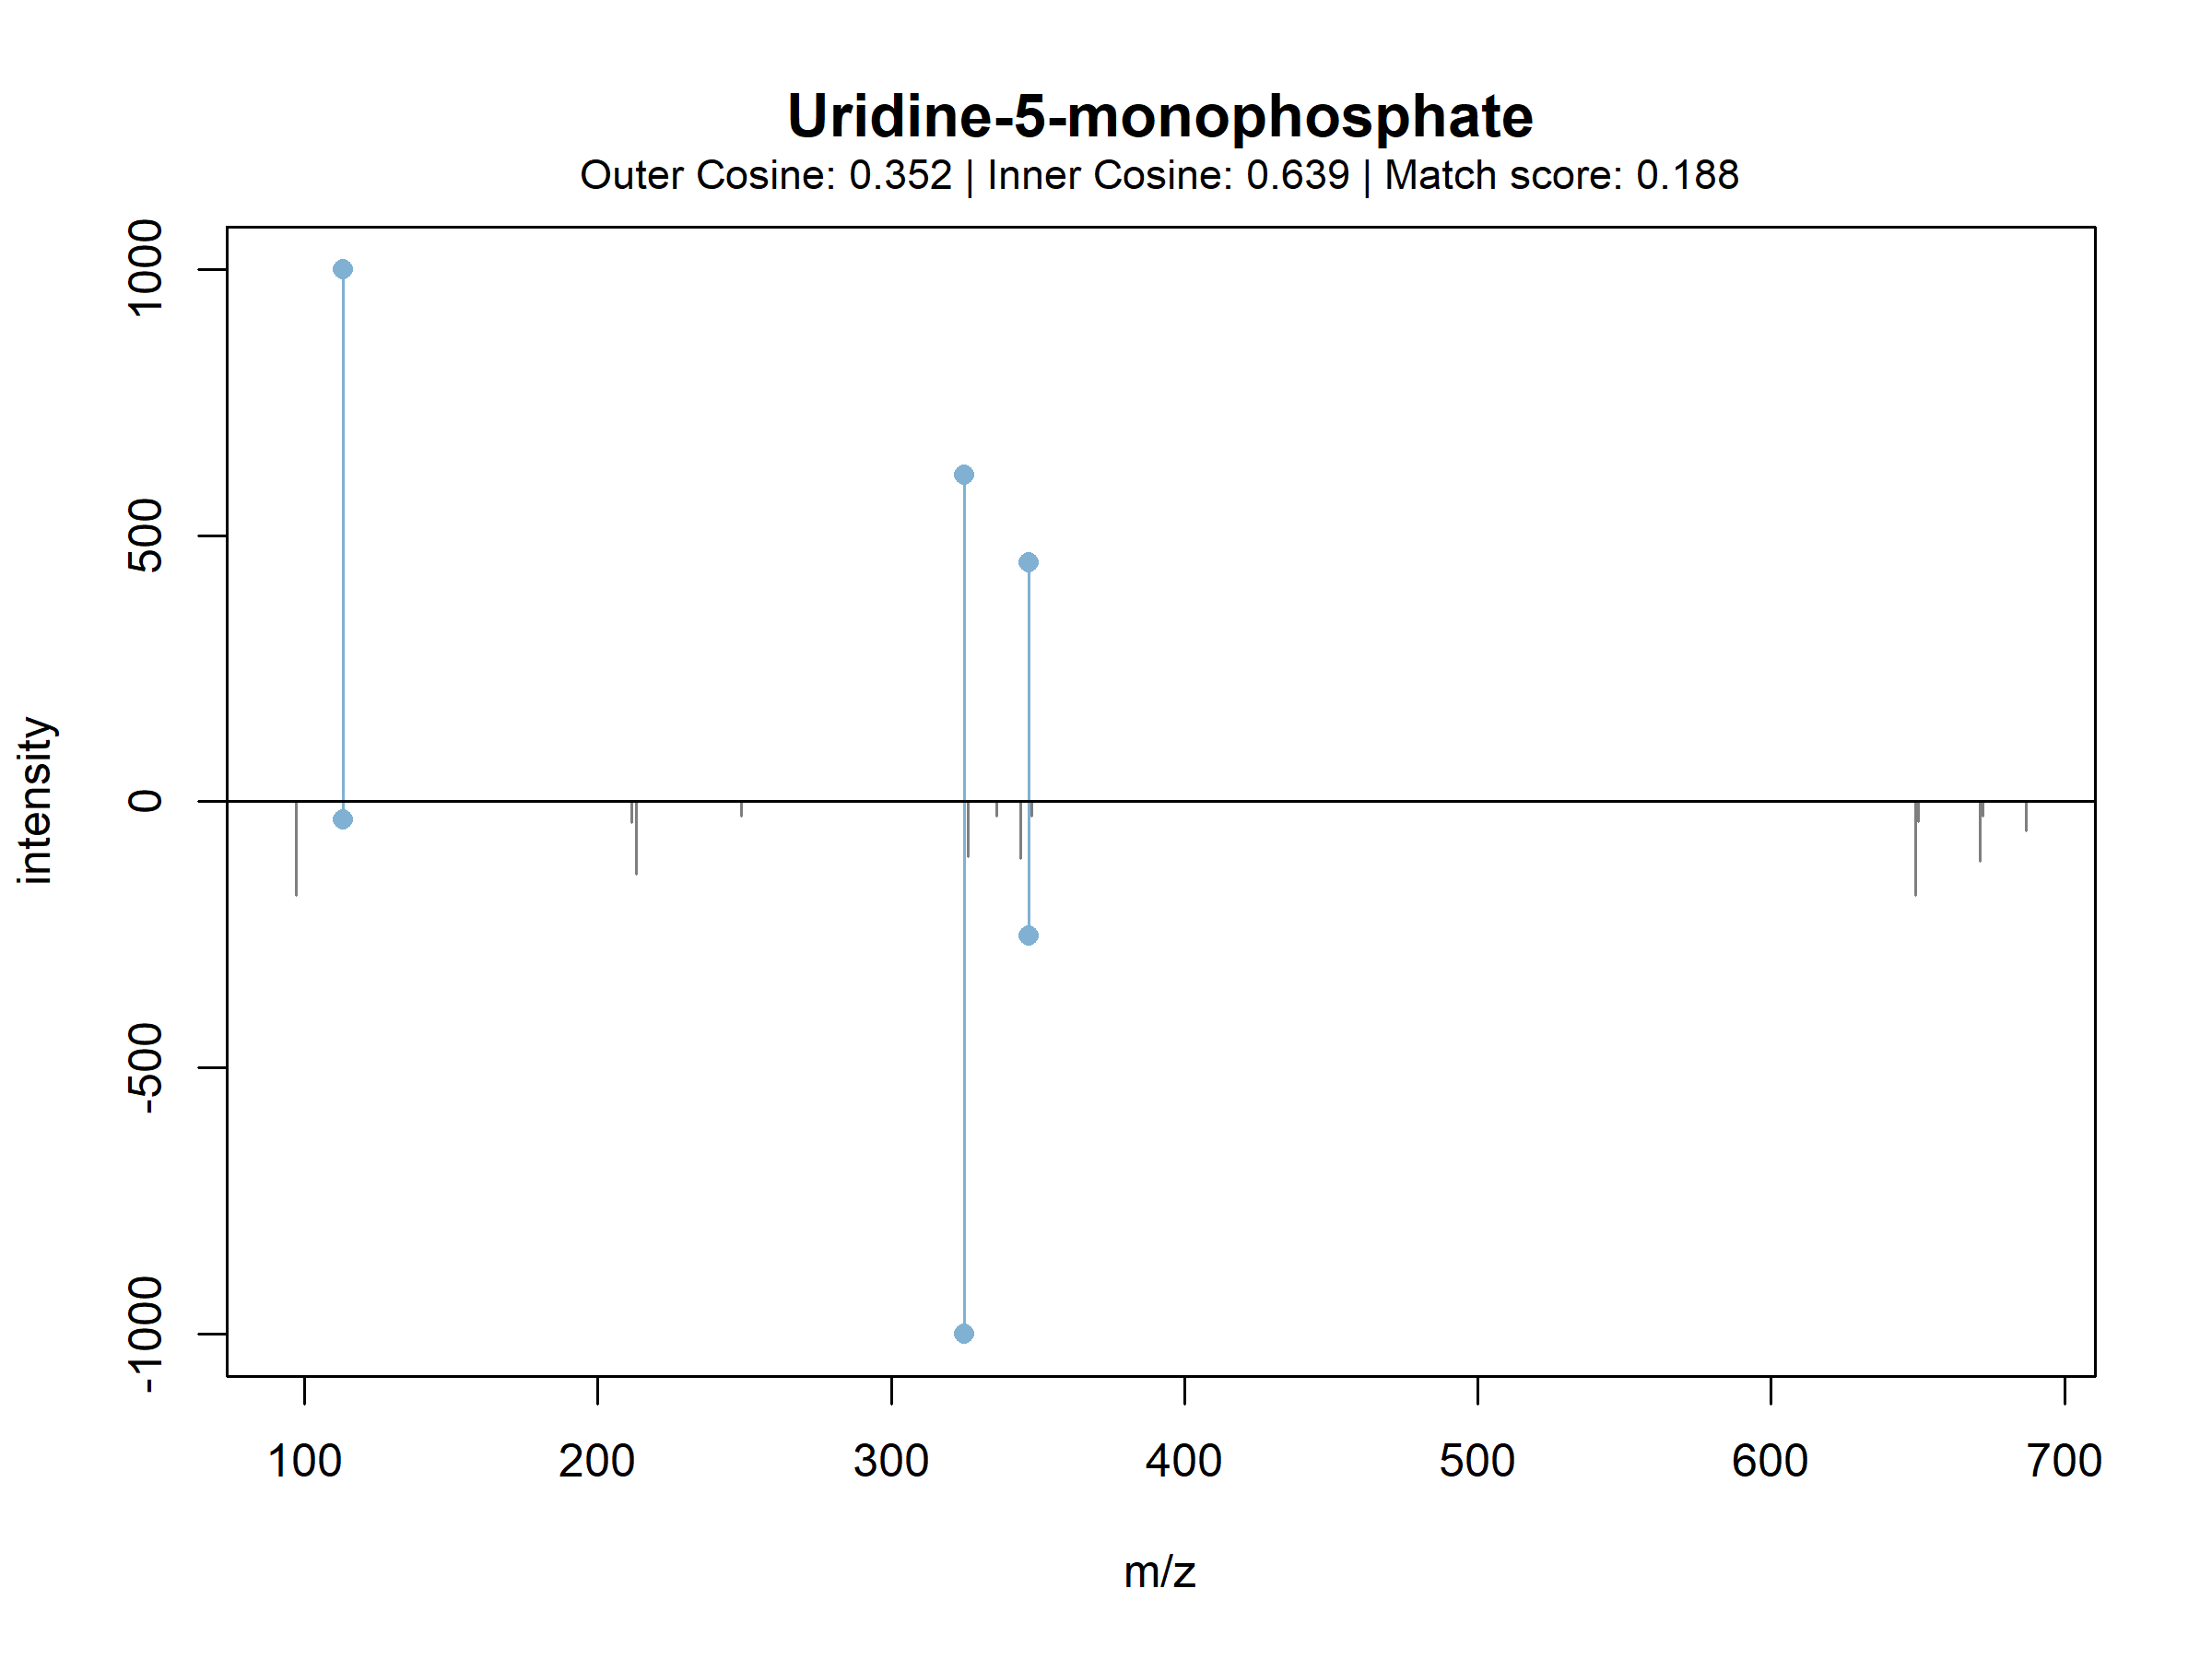 Uridine-5-monophosphate
Outer Cosine: 0.352 | Inner Cosine: 0.639 | Match score: 0.188
1000
500
0
-500
-1000
intensity
100 200 300 400 500 600 700
m/z